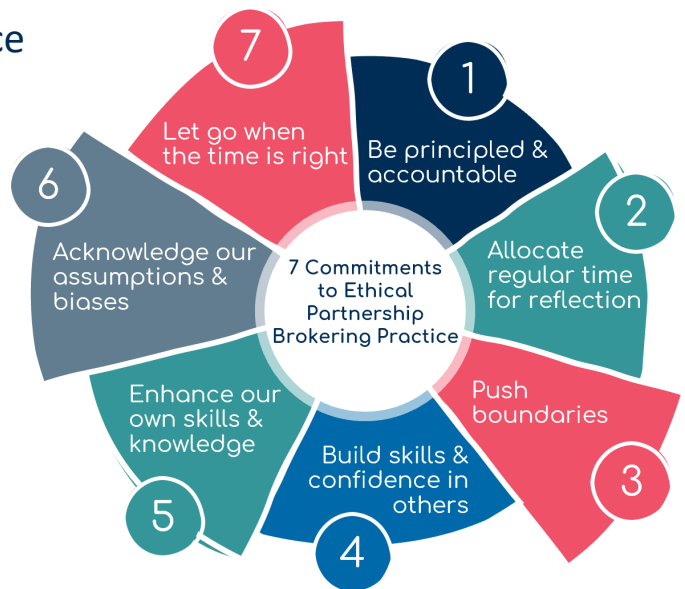 ce
7 Commitments
to Ethical
Partnership
Brokering Practice
1
Be principled &
accountable
2
Allocate
regular time
for reflection
3
Push
boundaries
4
Build skills &
confidence in
others
5
Enhance our
own skills &
knowledge
6
Acknowledge our
assumptions &
biases
7
Let go when
the time is right